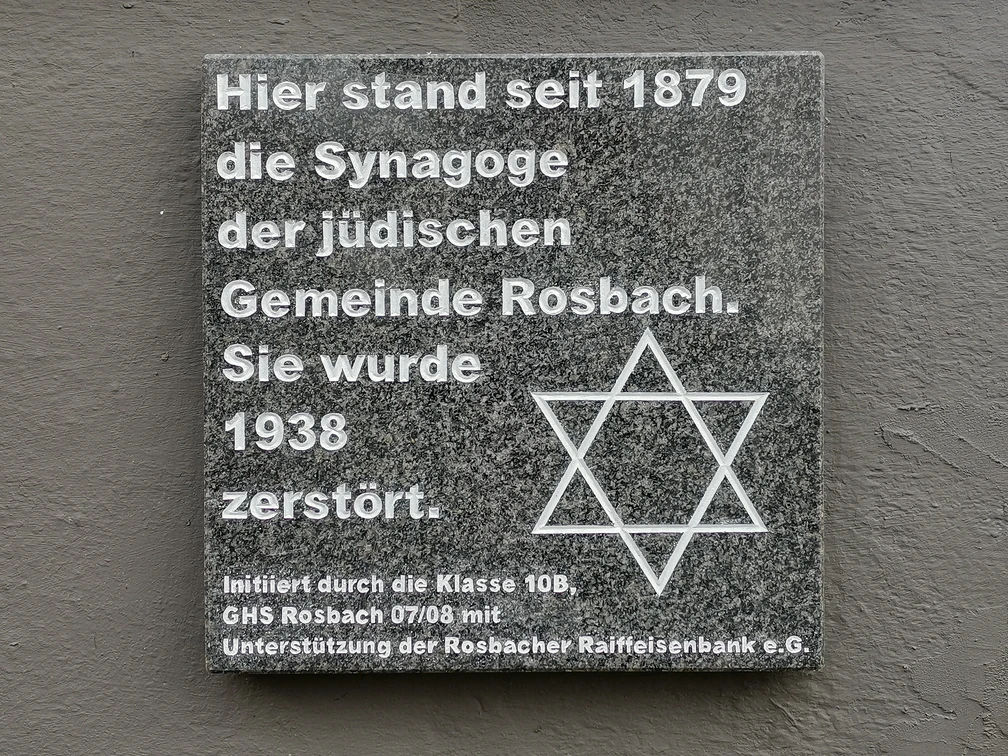 Hier stand seit 1879
die Synagoge
der jüdischen
Gemeinde Rosbach.
Sie wurde
1938
zerstört.
Initiiert durch die Klasse 10B,
GHS Rosbach 07/08 mit
Unterstützung der Rosbacher Raiffeisenbank e.G.